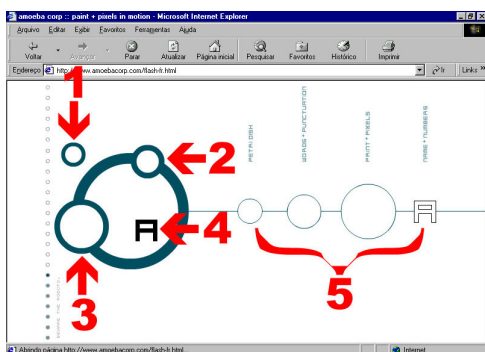 amoeba corp :: paint + pixels in motion - Microsoft Internet Explorer
Arquivo Editar Exibir Favoritos Ferramentas Ajuda
Voltar Avançar Parar Atualizar Página inicial Pesquisar Favoritos Histórico Imprimir
Endereço http://www.amoebacorp.com/flash-fr.html Ir Links »
1
2
3
4
5
A
PETRI DISH
WORDS+PUNCTUATION
PAINT+PIXELS
NAME+NUMBERS
A
Abrindo página http://www.amoebacorp.com/flash-fr.html...
Internet